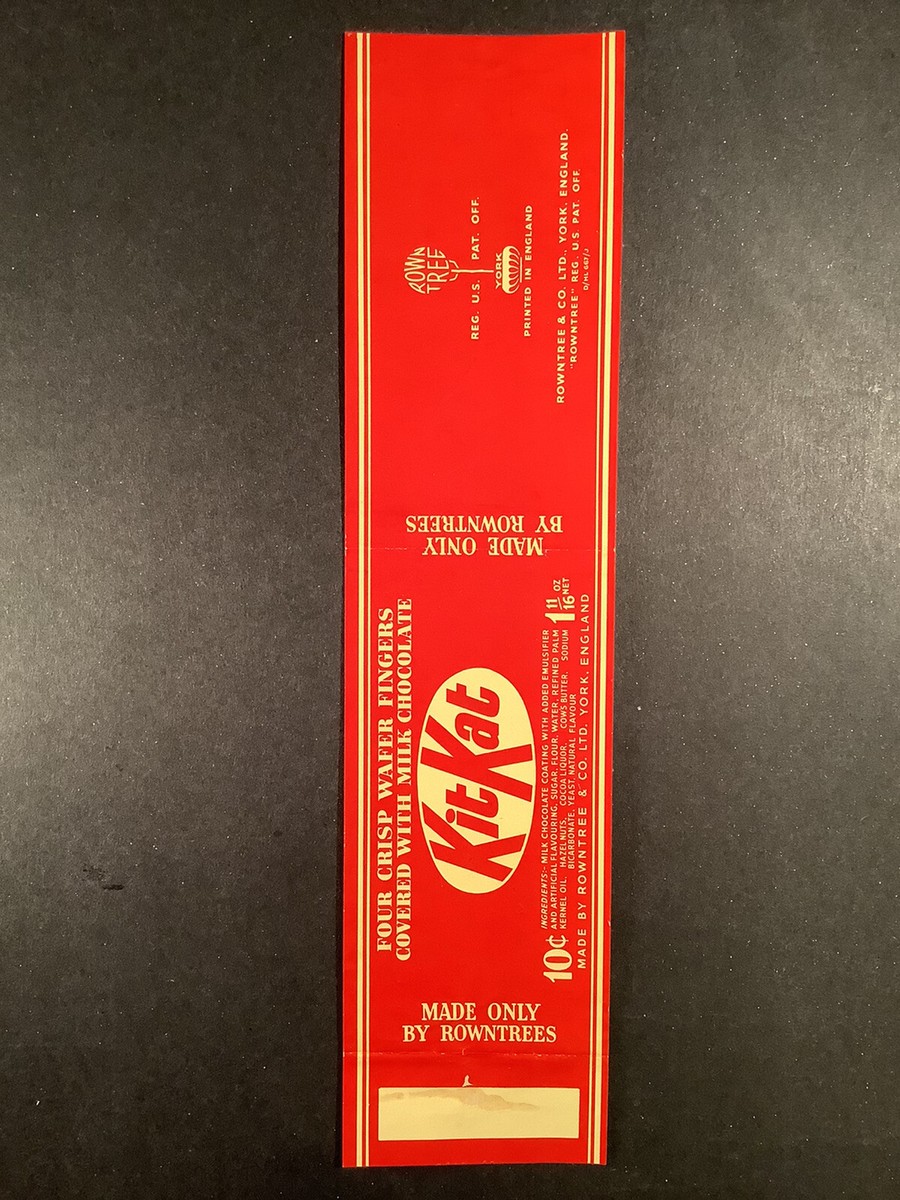 ROWN
TREE
REG. U.S. PAT. OFF.
YORK
PRINTED IN ENGLAND
ROWNTREE & CO. LTD., YORK, ENGLAND.
"ROWNTREE" REG. U.S. PAT. OFF.
D/HL 667/J
MADE ONLY
BY ROWNTREES
FOUR CRISP WAFER FINGERS
COVERED WITH MILK CHOCOLATE
KitKat
10¢
INGREDIENTS:- MILK CHOCOLATE COATING WITH ADDED EMULSIFIER
AND ARTIFICIAL FLAVOURING, SUGAR, FLOUR, WATER, REFINED PALM
KERNEL OIL, HAZELNUTS, COCOA LIQUOR, COWS BUTTER, SODIUM
BICARBONATE, YEAST, NATURAL FLAVOUR
1 11/16 OZ NET
MADE BY ROWNTREE & CO. LTD. YORK, ENGLAND
MADE ONLY
BY ROWNTREES